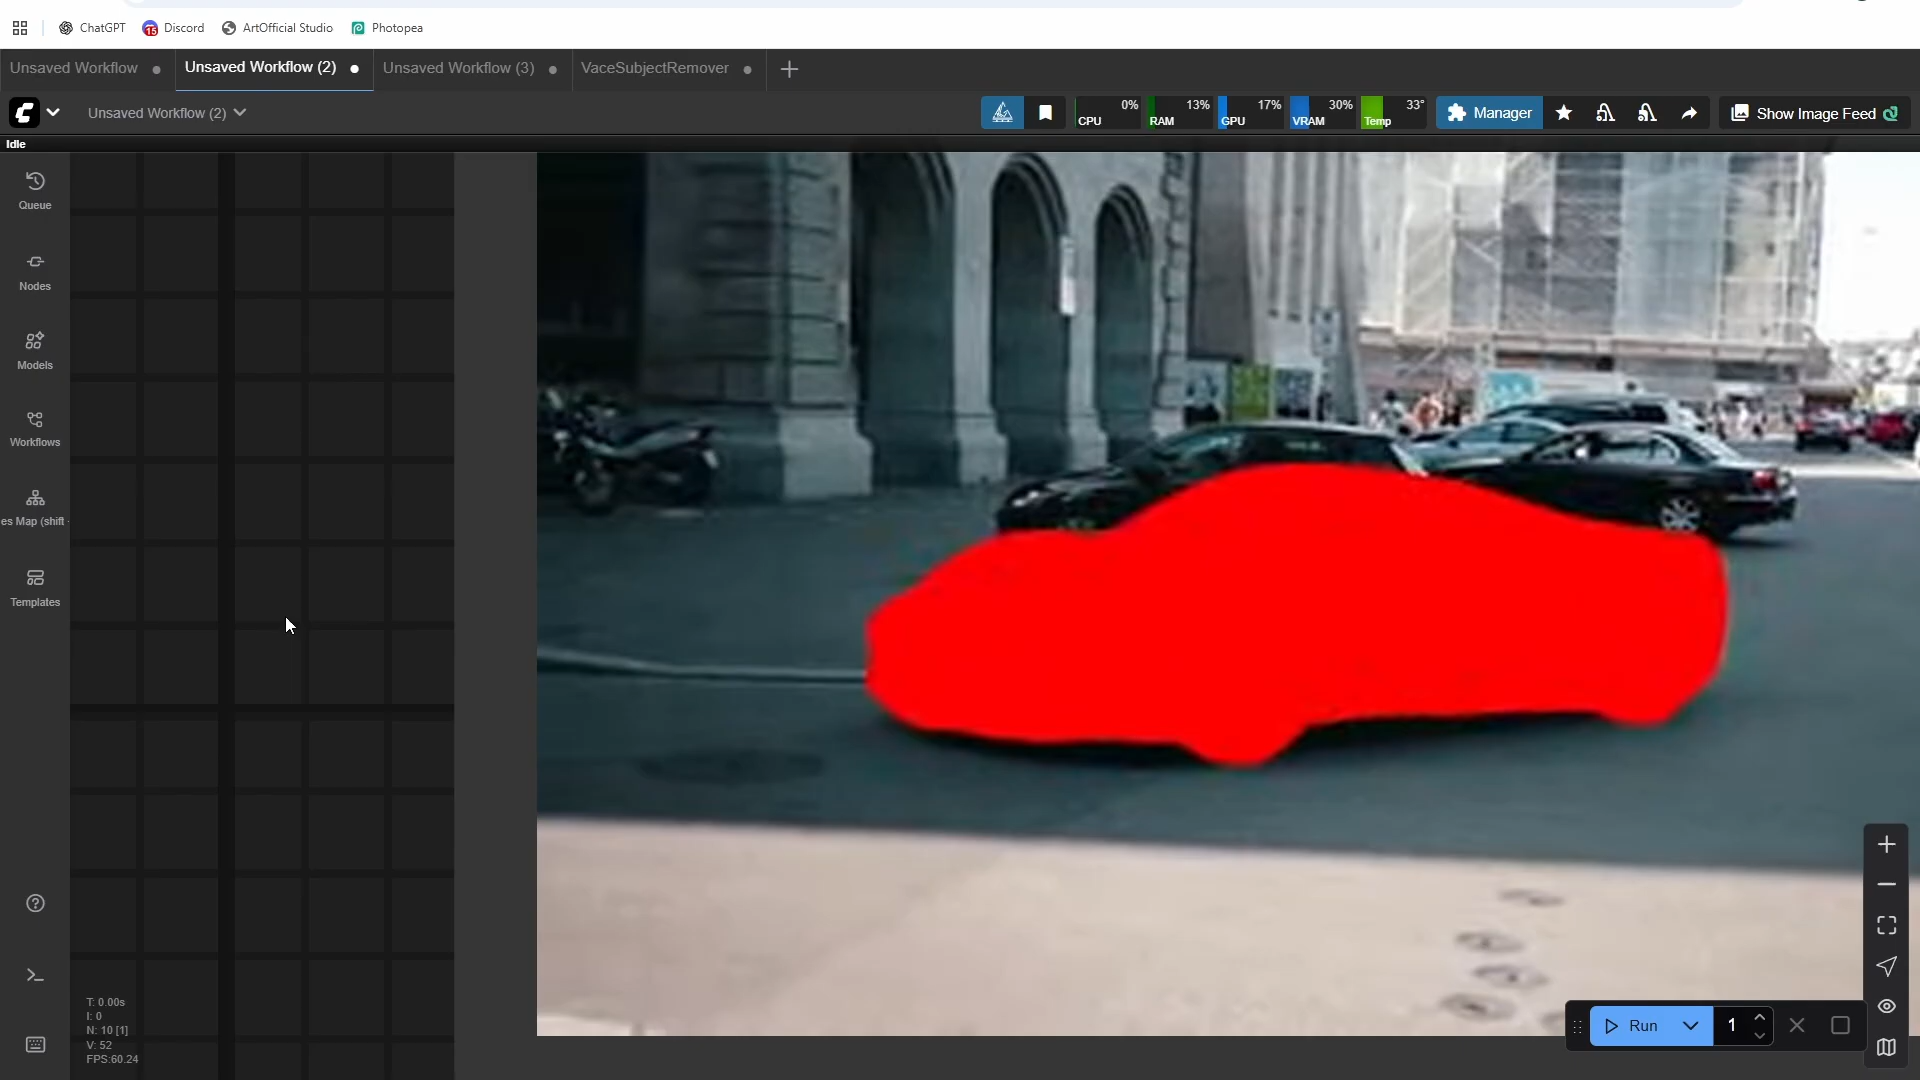 ChatGPT
15 Discord
ArtOfficial Studio
Photopea
Unsaved Workflow
Unsaved Workflow (2)
Unsaved Workflow (3)
VaceSubjectRemover
Unsaved Workflow (2)
CPU 0%
RAM 13%
GPU 17%
VRAM 30%
Temp 33°
Manager
Show Image Feed
Idle
Queue
Nodes
Models
Workflows
es Map (shift
Templates
T: 0.00s
I: 0
N: 10 [1]
V: 52
FPS:60.24
Run
1